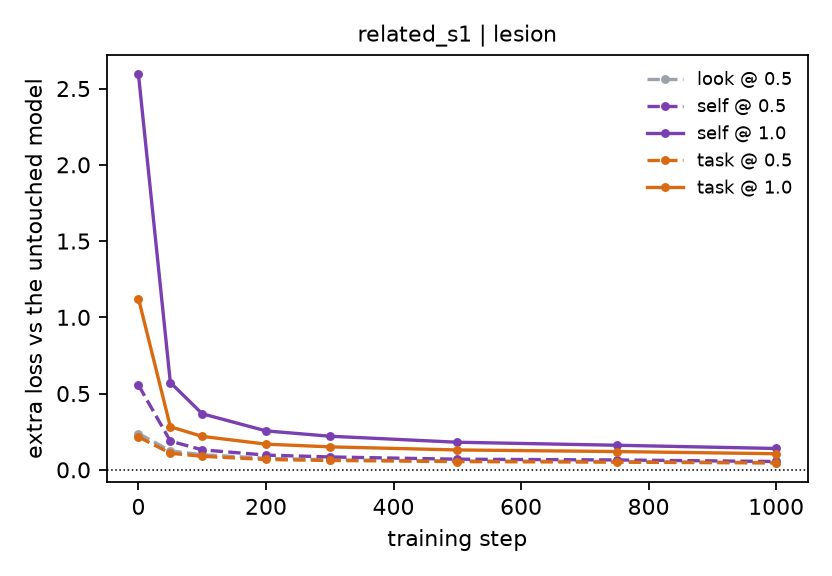 related_s1 | lesion
extra loss vs the untouched model
2.5
2.0
1.5
1.0
0.5
0.0
look @ 0.5
self @ 0.5
self @ 1.0
task @ 0.5
task @ 1.0
0
200
400
600
800
1000
training step